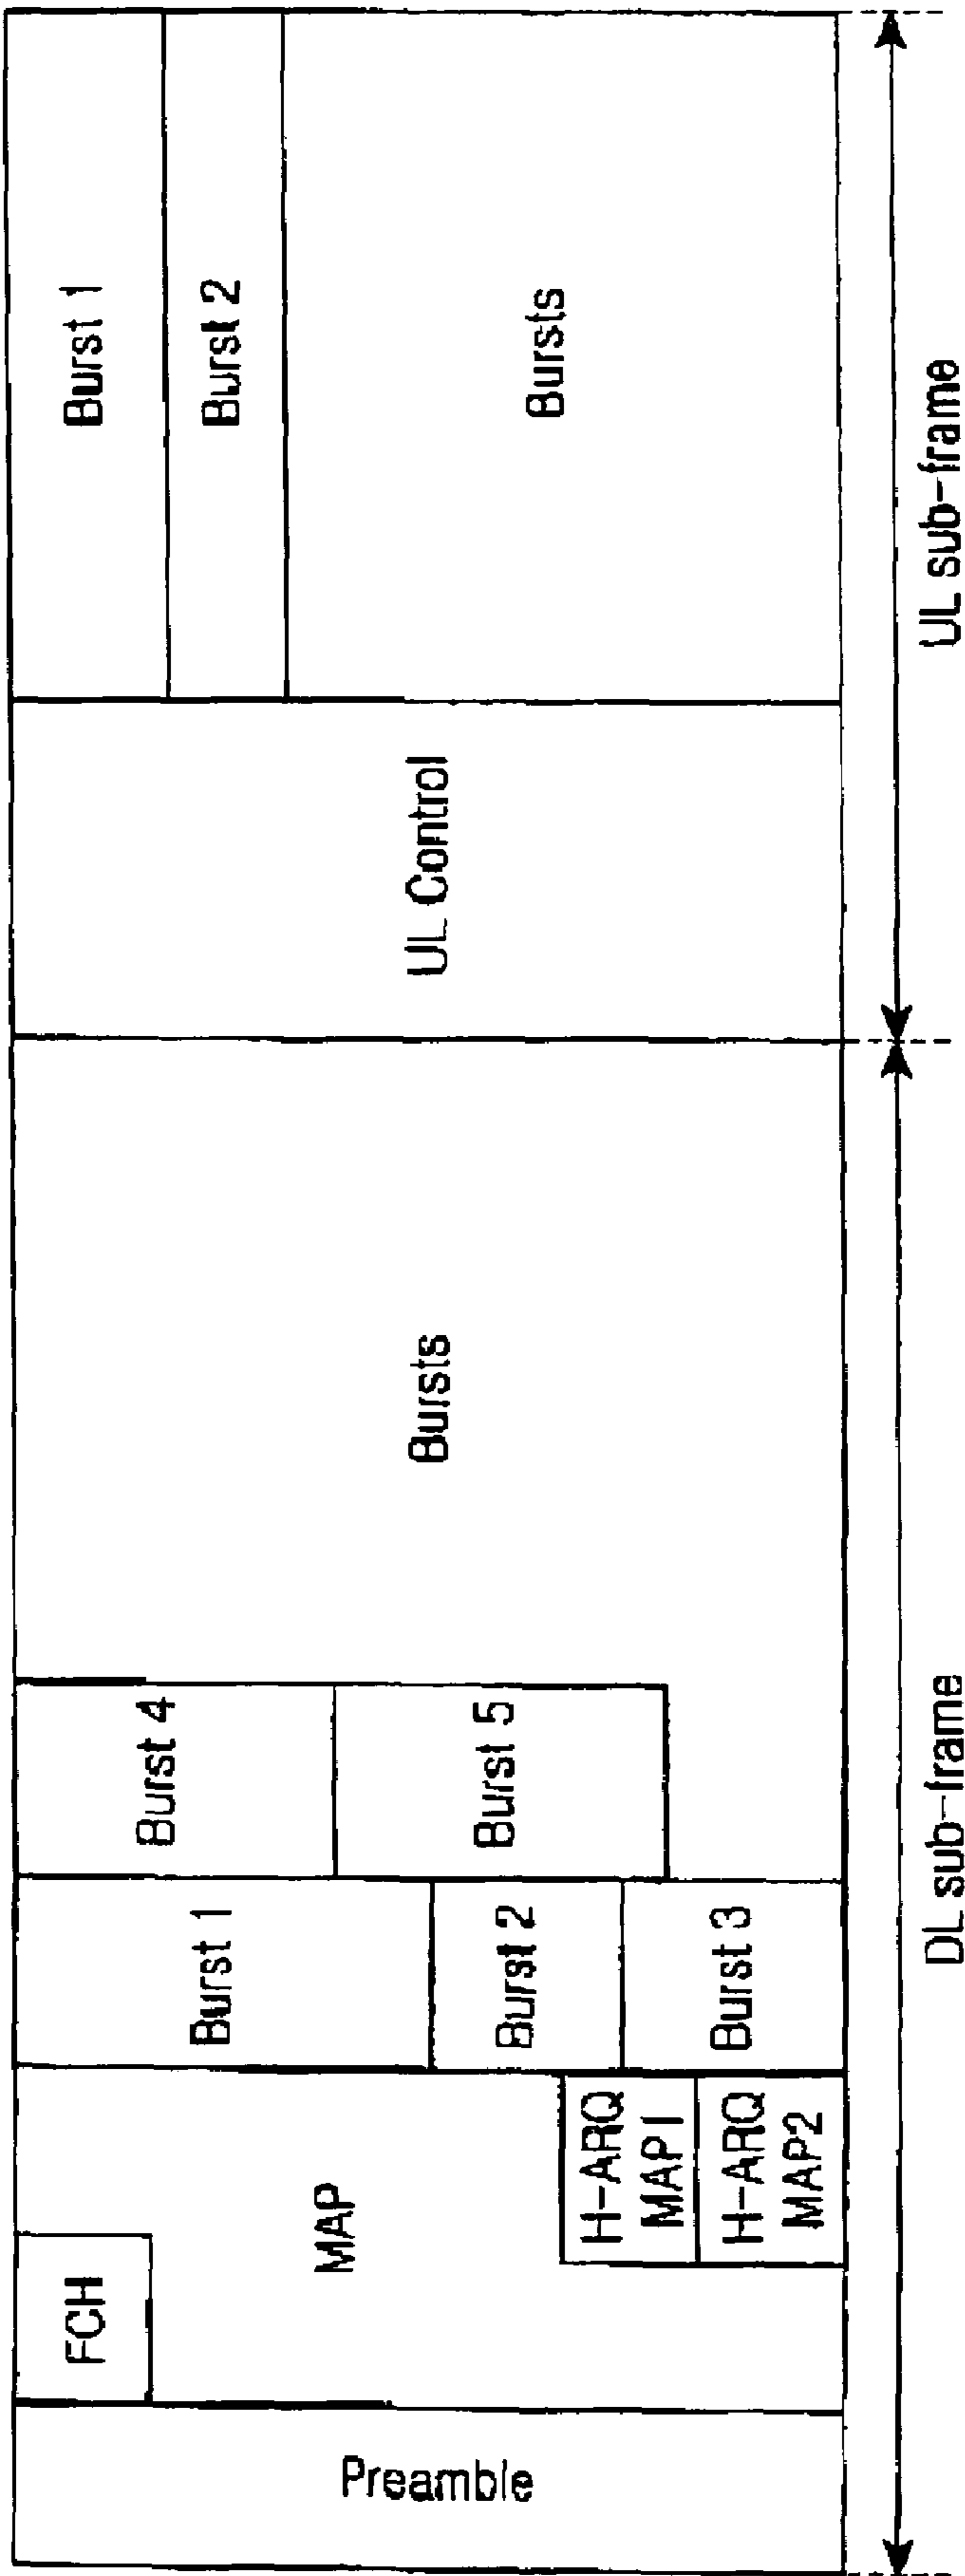 Preamble
FCH
MAP
H-ARQ
MAP1
H-ARQ
MAP2
Burst 1
Burst 2
Burst 3
Burst 4
Burst 5
Bursts
UL Control
Burst 1
Burst 2
Bursts
DL sub-frame
UL sub-frame